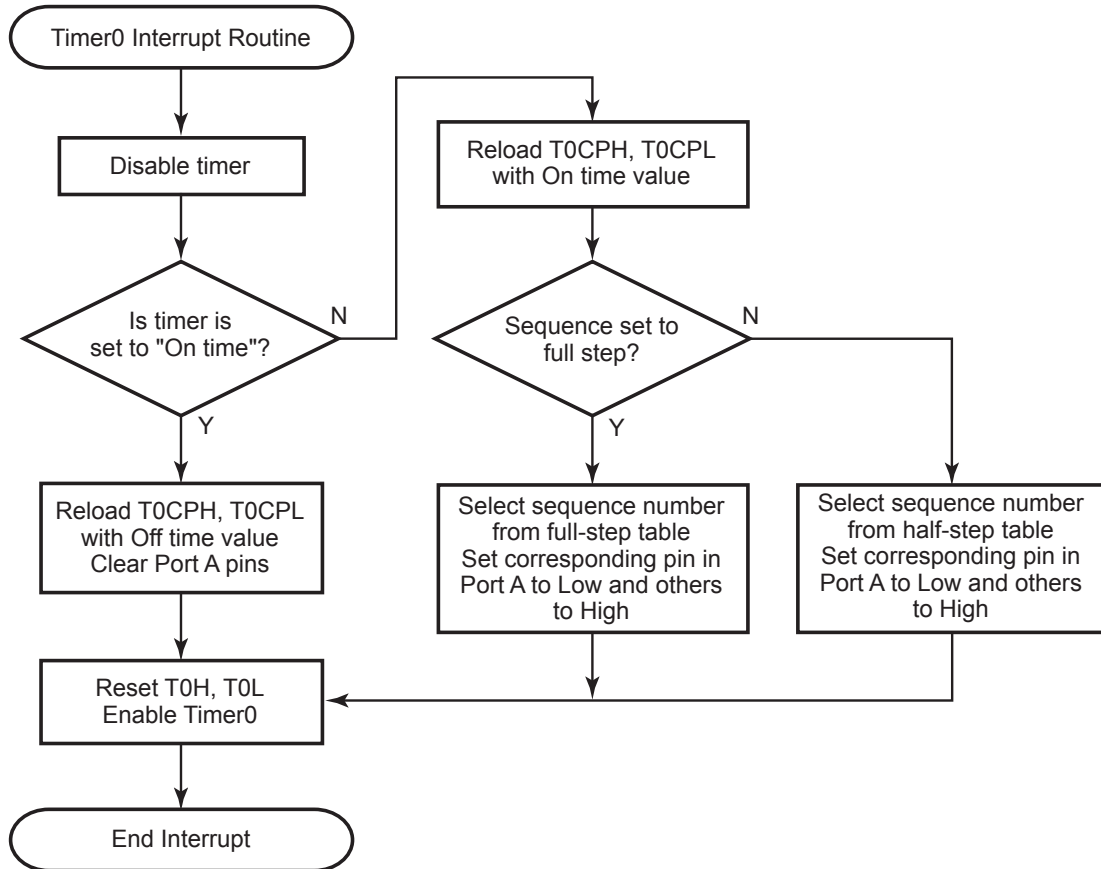 Timer0 Interrupt Routine
Disable timer
Is timer is
set to "On time"?
N
Y
Reload T0CPH, T0CPL
with Off time value
Clear Port A pins
Reload T0CPH, T0CPL
with On time value
Sequence set to
full step?
N
Y
Select sequence number
from full-step table
Set corresponding pin in
Port A to Low and others
to High
Select sequence number
from half-step table
Set corresponding pin in
Port A to Low and others
to High
Reset T0H, T0L
Enable Timer0
End Interrupt